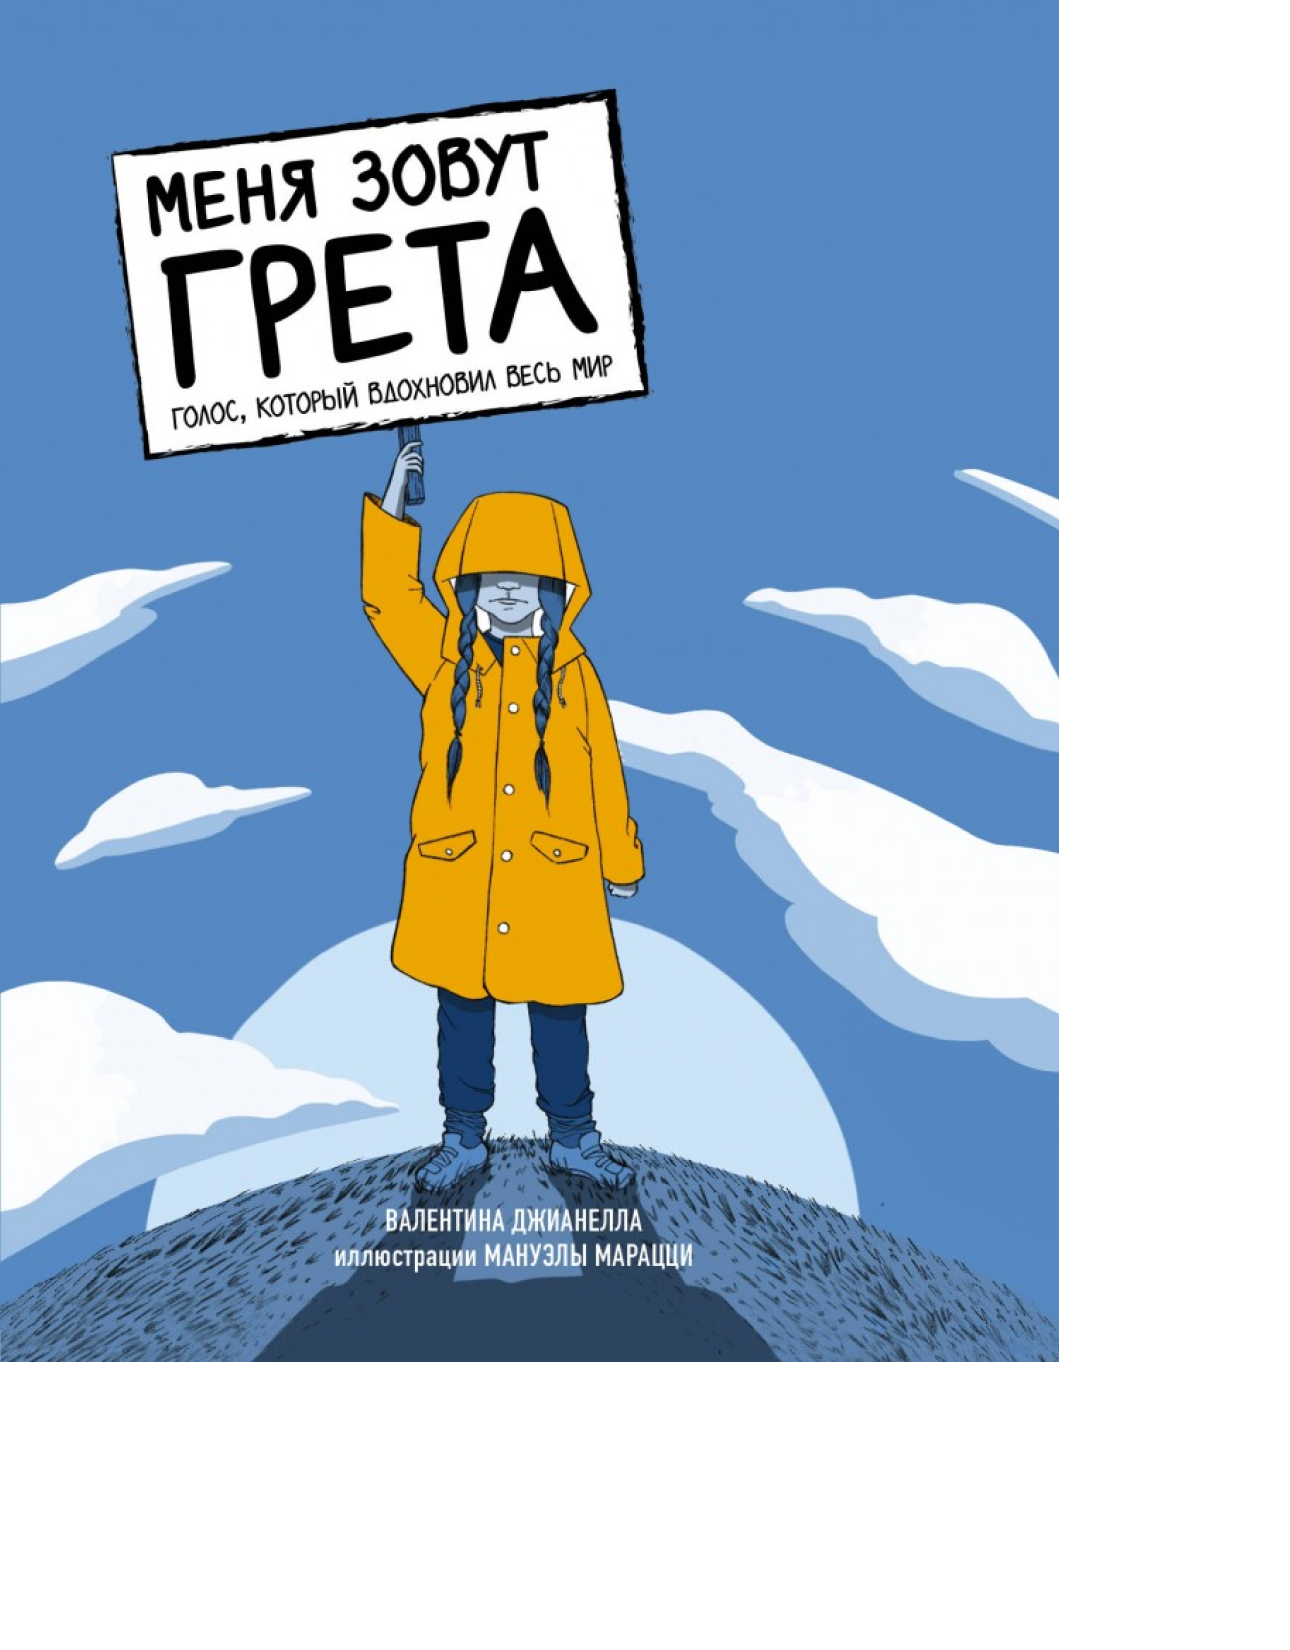 МЕНЯ ЗОВУТ
ГРЕТА
ГОЛОС, КОТОРЫЙ ВДОХНОВИЛ ВЕСЬ МИР
ВАЛЕНТИНА ДЖИАНЕЛЛА
иллюстрации МАНУЭЛЫ МАРАЦЦИ